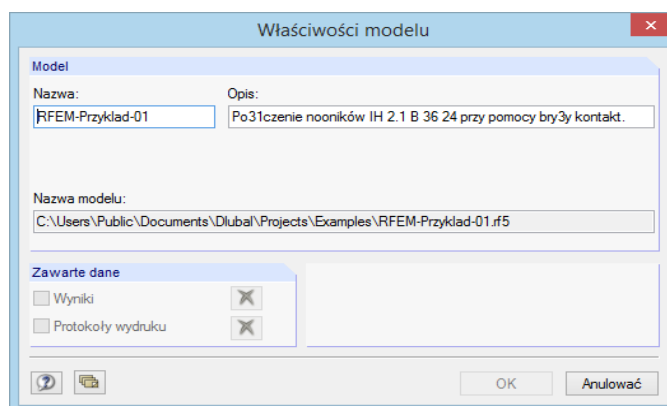 Właściwości modelu
Model
Nazwa: Opis:
RFEM-Przyklad-01 Po31czenie nooników IH 2.1 B 36 24 przy pomocy bry3y kontakt.
Nazwa modelu:
C:\Users\Public\Documents\Dlubal\Projects\Examples\RFEM-Przyklad-01.rf5
Zawarte dane
Wyniki
Protokoły wydruku
OK Anulować